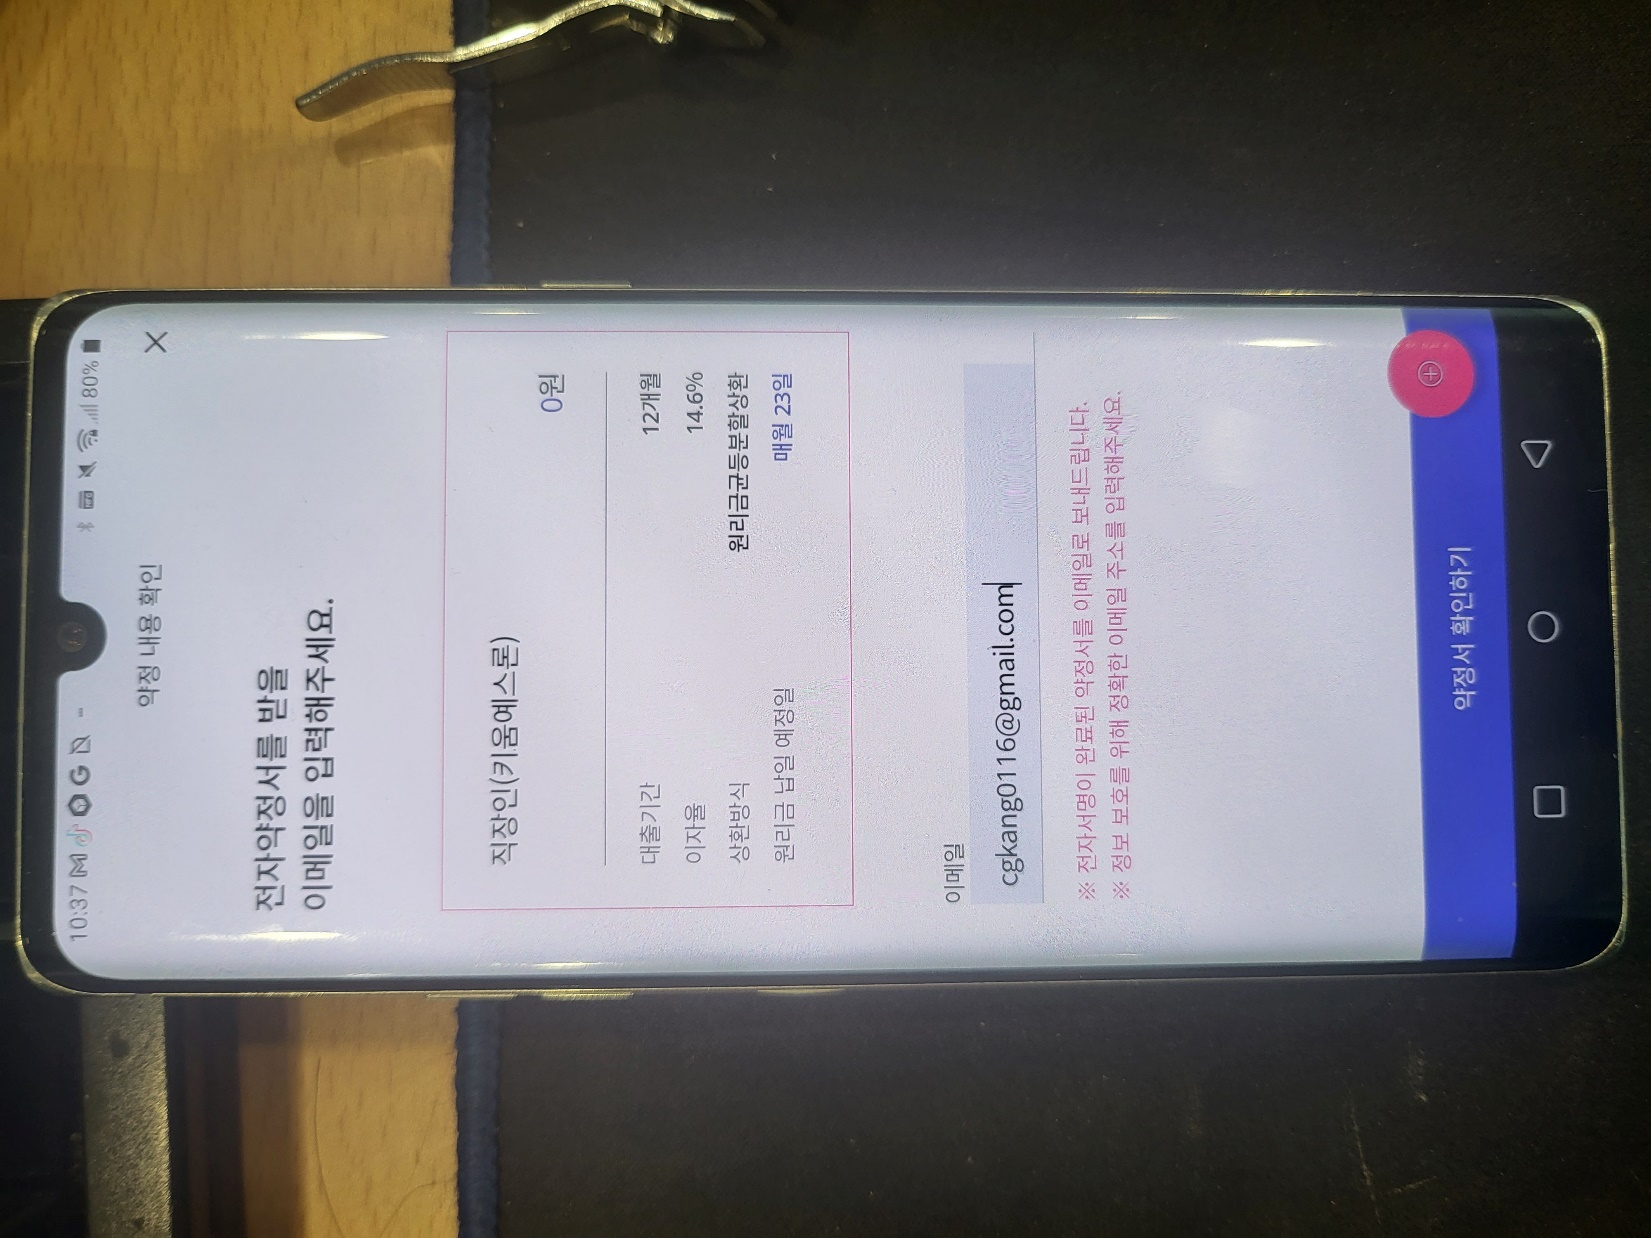 10:37 80%
약정 내용 확인
전자약정서를 받을
이메일을 입력해주세요.
직장인(키움예스론)
0원
대출기간 12개월
이자율 14.6%
상환방식 원리금균등분할상환
원리금 납일 예정일 매월 23일
이메일
cgkang0116@gmail.com
※ 전자서명이 완료된 약정서를 이메일로 보내드립니다.
※ 정보 보호를 위해 정확한 이메일 주소를 입력해주세요.
약정서 확인하기